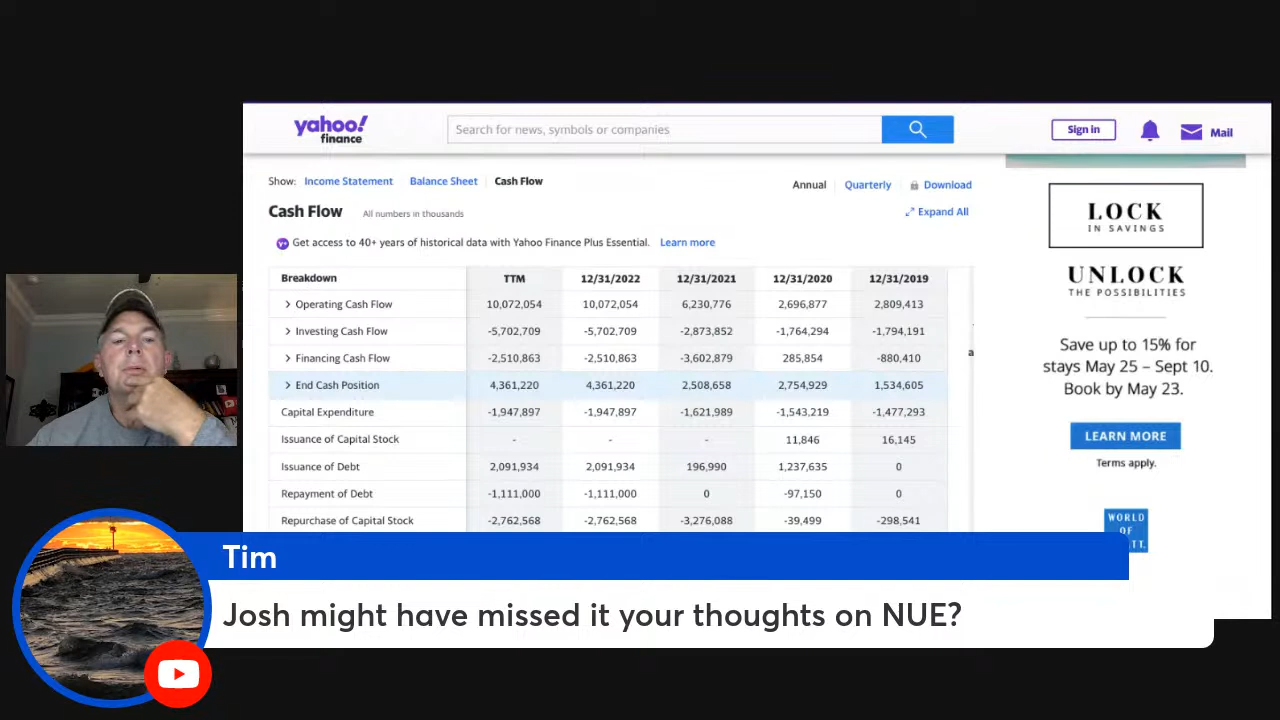 yahoo!
finance
Search for news, symbols or companies
Sign in
Mail
Show: Income Statement Balance Sheet Cash Flow
Annual Quarterly Download
Cash Flow All numbers in thousands
Expand All
Get access to 40+ years of historical data with Yahoo Finance Plus Essential. Learn more
Breakdown TTM 12/31/2022 12/31/2021 12/31/2020 12/31/2019
Operating Cash Flow 10,072,054 10,072,054 6,230,776 2,696,877 2,809,413
Investing Cash Flow -5,702,709 -5,702,709 -2,873,852 -1,764,294 -1,794,191
Financing Cash Flow -2,510,863 -2,510,863 -3,602,879 285,854 -880,410
End Cash Position 4,361,220 4,361,220 2,508,658 2,754,929 1,534,605
Capital Expenditure -1,947,897 -1,947,897 -1,621,989 -1,543,219 -1,477,293
Issuance of Capital Stock - - - 11,846 16,145
Issuance of Debt 2,091,934 2,091,934 196,990 1,237,635 0
Repayment of Debt -1,111,000 -1,111,000 0 -97,150 0
Repurchase of Capital Stock -2,762,568 -2,762,568 -3,276,088 -39,499 -298,541
LOCK
IN SAVINGS
UNLOCK
THE POSSIBILITIES
Save up to 15% for
stays May 25 – Sept 10.
Book by May 23.
LEARN MORE
Terms apply.
WORLD
OF
Tim
Josh might have missed it your thoughts on NUE?